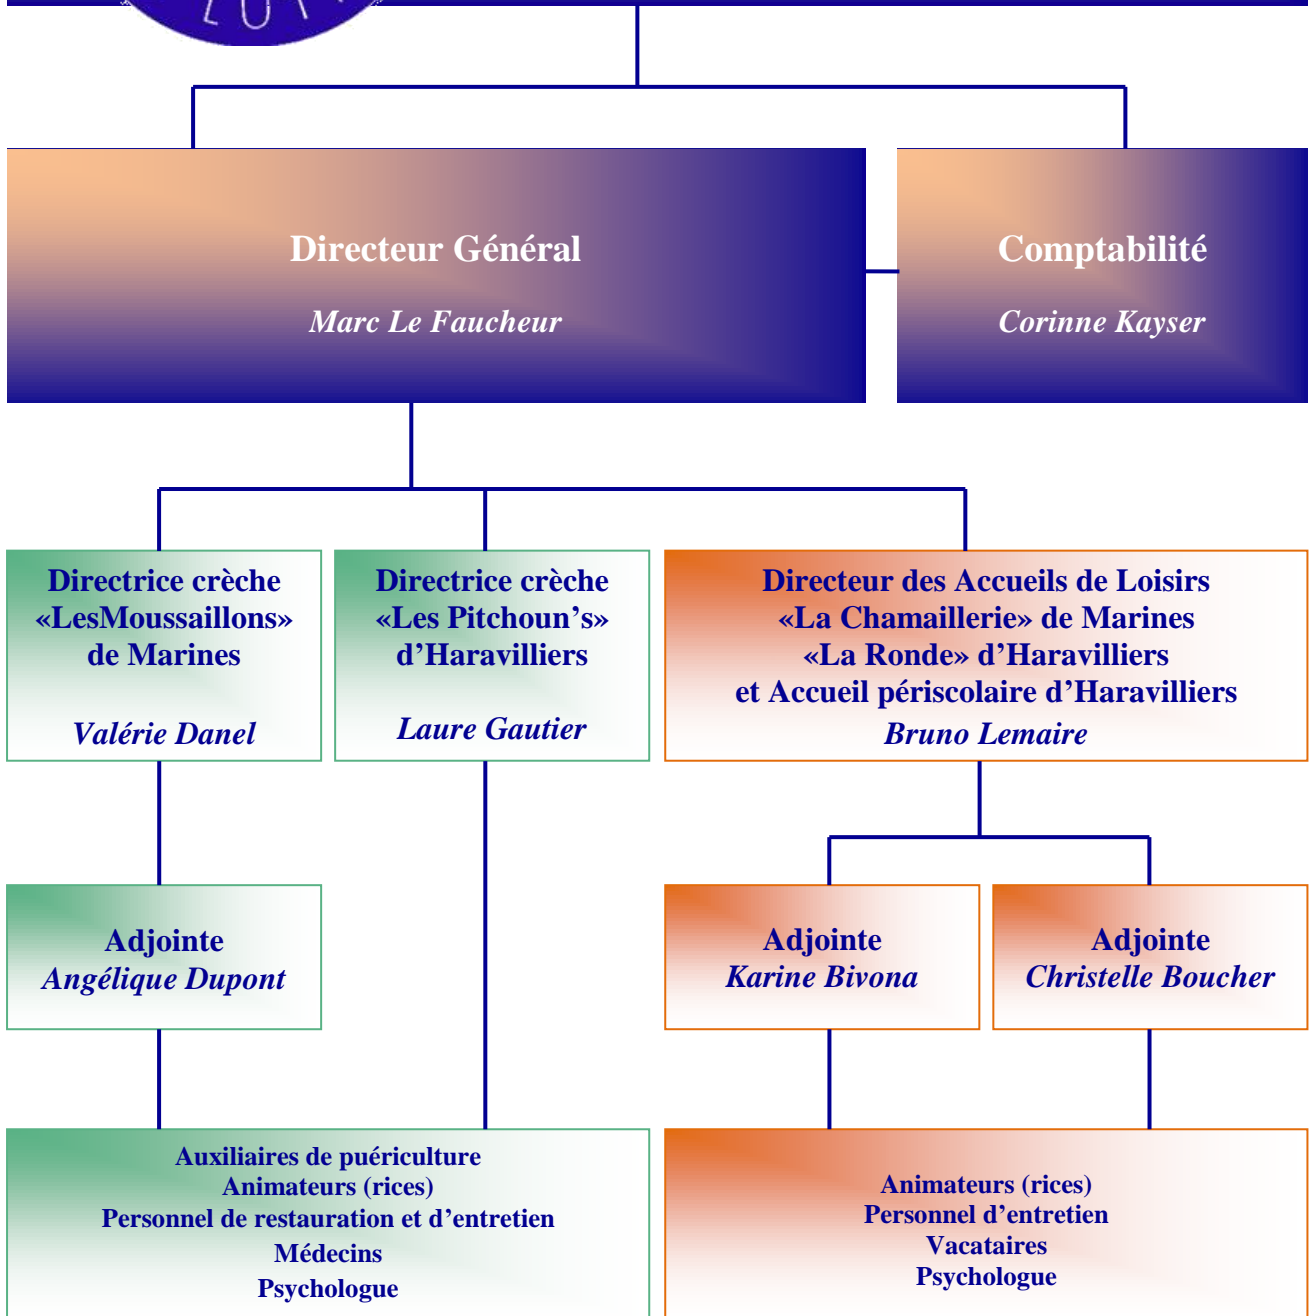 Directeur Général
Marc Le Faucheur
Comptabilité
Corinne Kayser
Directrice crèche
«LesMoussaillons»
de Marines
Valérie Danel
Directrice crèche
«Les Pitchoun's»
d'Haravilliers
Laure Gautier
Directeur des Accueils de Loisirs
«La Chamaillerie» de Marines
«La Ronde» d'Haravilliers
et Accueil périscolaire d'Haravilliers
Bruno Lemaire
Adjointe
Angélique Dupont
Adjointe
Karine Bivona
Adjointe
Christelle Boucher
Auxiliaires de puériculture
Animateurs (rices)
Personnel de restauration et d'entretien
Médecins
Psychologue
Animateurs (rices)
Personnel d'entretien
Vacataires
Psychologue